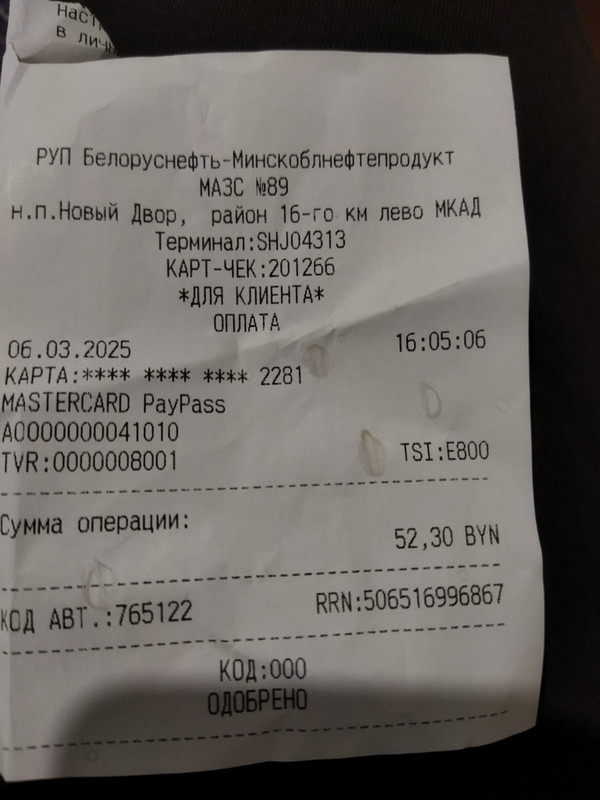 наст
в личн
РУП Белоруснефть-Минскоблнефтепродукт
МАЗС №89
н.п.Новый Двор, район 16-го км лево МКАД
Терминал:SHJ04313
КАРТ-ЧЕК:201266
*ДЛЯ КЛИЕНТА*
ОПЛАТА
06.03.2025 16:05:06
КАРТА:**** **** **** 2281
MASTERCARD PayPass
A0000000041010
TVR:0000008001 TSI:E800
Сумма операции:
52,30 BYN
КОД АВТ.:765122 RRN:506516996867
КОД:000
ОДОБРЕНО